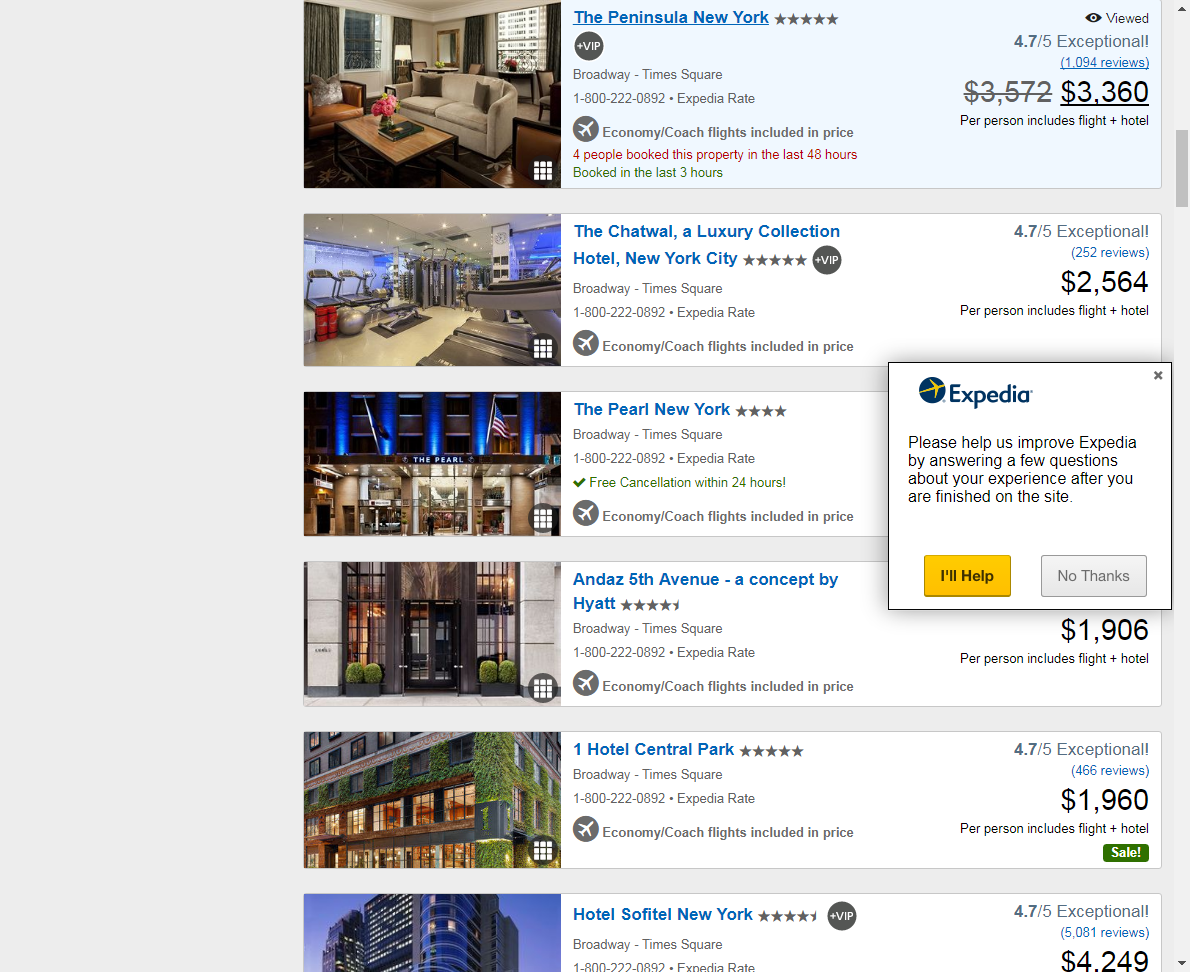 The Peninsula New York
+VIP
Broadway - Times Square
1-800-222-0892 • Expedia Rate
Economy/Coach flights included in price
4 people booked this property in the last 48 hours
Booked in the last 3 hours
Viewed
4.7/5 Exceptional!
(1,094 reviews)
$3,572 $3,360
Per person includes flight + hotel
The Chatwal, a Luxury Collection
Hotel, New York City +VIP
Broadway - Times Square
1-800-222-0892 • Expedia Rate
Economy/Coach flights included in price
4.7/5 Exceptional!
(252 reviews)
$2,564
Per person includes flight + hotel
THE PEARL
The Pearl New York
Broadway - Times Square
1-800-222-0892 • Expedia Rate
Free Cancellation within 24 hours!
Economy/Coach flights included in price
Expedia
Please help us improve Expedia
by answering a few questions
about your experience after you
are finished on the site.
I'll Help
No Thanks
Andaz 5th Avenue - a concept by
Hyatt
Broadway - Times Square
1-800-222-0892 • Expedia Rate
Economy/Coach flights included in price
$1,906
Per person includes flight + hotel
1 Hotel Central Park
Broadway - Times Square
1-800-222-0892 • Expedia Rate
Economy/Coach flights included in price
4.7/5 Exceptional!
(466 reviews)
$1,960
Per person includes flight + hotel
Sale!
Hotel Sofitel New York +VIP
Broadway - Times Square
1-800-222-0892 • Expedia Rate
4.7/5 Exceptional!
(5,081 reviews)
$4,249